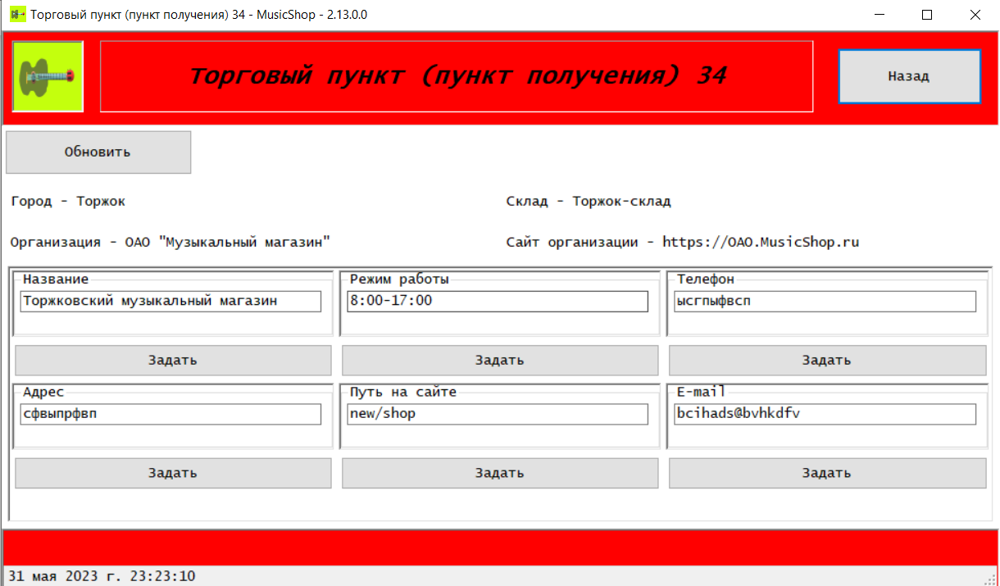 Торговый пункт (пункт получения) 34 - MusicShop - 2.13.0.0
Торговый пункт (пункт получения) 34
Назад
Обновить
Город - Торжок
Склад - Торжок-склад
Организация - ОАО "Музыкальный магазин"
Сайт организации - https://ОАО.MusicShop.ru
Название
Режим работы
Телефон
Торжковский музыкальный магазин
8:00-17:00
ысгпыфвсп
Задать
Задать
Задать
Адрес
Путь на сайте
E-mail
сфвыпрфвп
new/shop
bcihads@bvhkdfv
Задать
Задать
Задать
31 мая 2023 г. 23:23:10